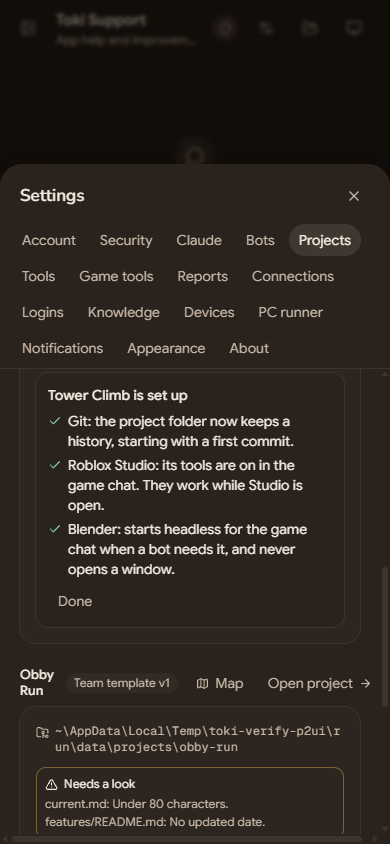 Toki Support
App help and improvem...
Settings
Account Security Claude Bots Projects
Tools Game tools Reports Connections
Logins Knowledge Devices PC runner
Notifications Appearance About
Tower Climb is set up
Git: the project folder now keeps a
history, starting with a first commit.
Roblox Studio: its tools are on in the
game chat. They work while Studio is
open.
Blender: starts headless for the game
chat when a bot needs it, and never
opens a window.
Done
Obby
Run
Team template v1 Map Open project
~\AppData\Local\Temp\toki-verify-p2ui\r
un\data\projects\obby-run
Needs a look
current.md: Under 80 characters.
features/README.md: No updated date.